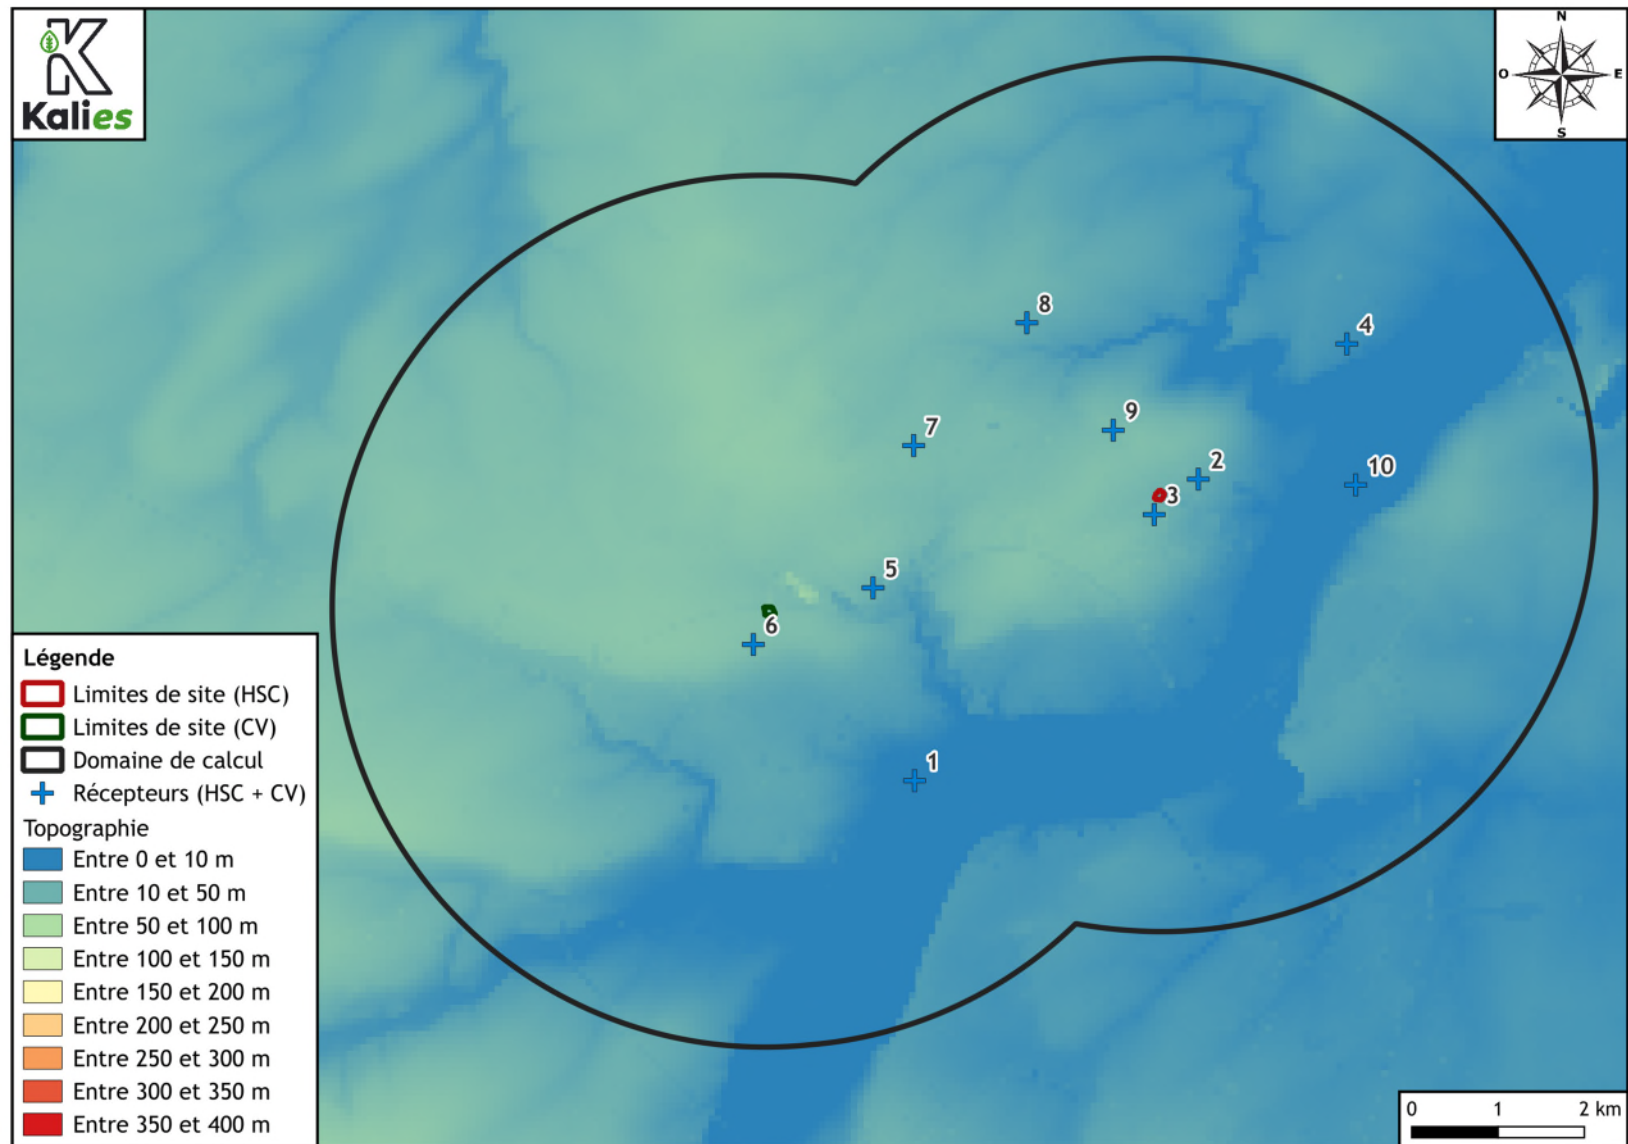 Kalies
N
O
E
S
8
4
7
9
2
10
3
5
6
1
Légende
Limites de site (HSC)
Limites de site (CV)
Domaine de calcul
Récepteurs (HSC + CV)
Topographie
Entre 0 et 10 m
Entre 10 et 50 m
Entre 50 et 100 m
Entre 100 et 150 m
Entre 150 et 200 m
Entre 200 et 250 m
Entre 250 et 300 m
Entre 300 et 350 m
Entre 350 et 400 m
0 1 2 km